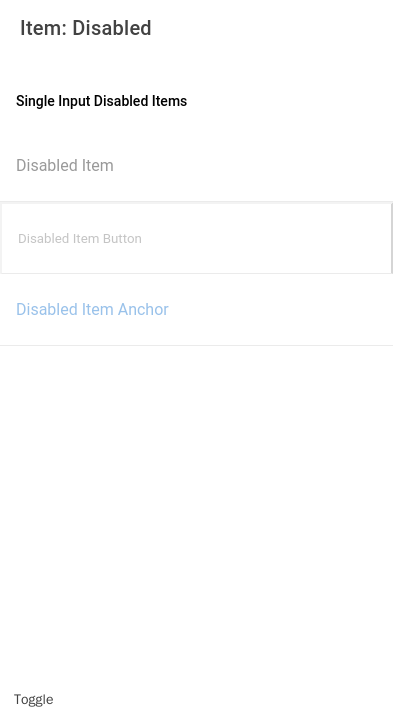 Item: Disabled
Single Input Disabled Items
Disabled Item
Disabled Item Button
Disabled Item Anchor
Toggle